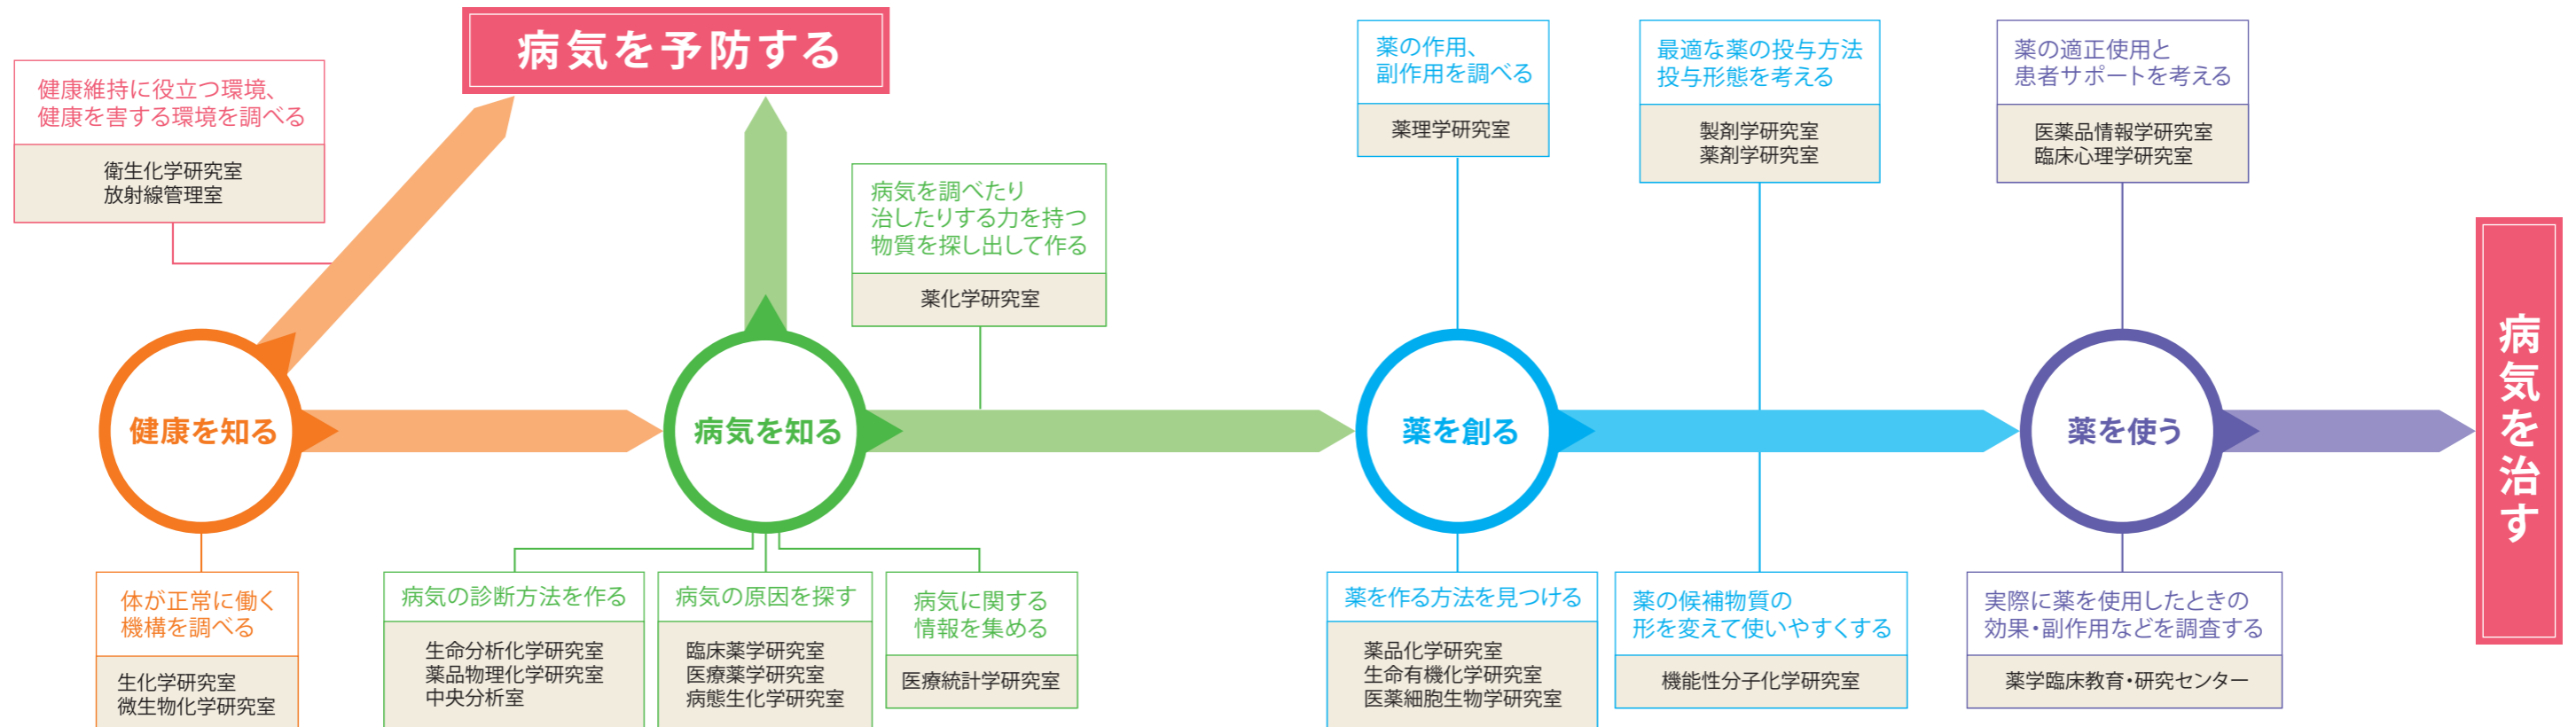 病気を予防する
健康維持に役立つ環境、
健康を害する環境を調べる
衛生化学研究室
放射線管理室
病気を調べたり
治したりする力を持つ
物質を探し出して作る
薬化学研究室
薬の作用、
副作用を調べる
薬理学研究室
最適な薬の投与方法
投与形態を考える
製剤学研究室
薬剤学研究室
薬の適正使用と
患者サポートを考える
医薬品情報学研究室
臨床心理学研究室
健康を知る
病気を知る
薬を創る
薬を使う
病気を治す
体が正常に働く
機構を調べる
生化学研究室
微生物化学研究室
病気の診断方法を作る
生命分析化学研究室
薬品物理化学研究室
中央分析室
病気の原因を探す
臨床薬学研究室
医療薬学研究室
病態生化学研究室
病気に関する
情報を集める
医療統計学研究室
薬を作る方法を見つける
薬品化学研究室
生命有機化学研究室
医薬細胞生物学研究室
薬の候補物質の
形を変えて使いやすくする
機能性分子化学研究室
実際に薬を使用したときの
効果・副作用などを調査する
薬学臨床教育・研究センター